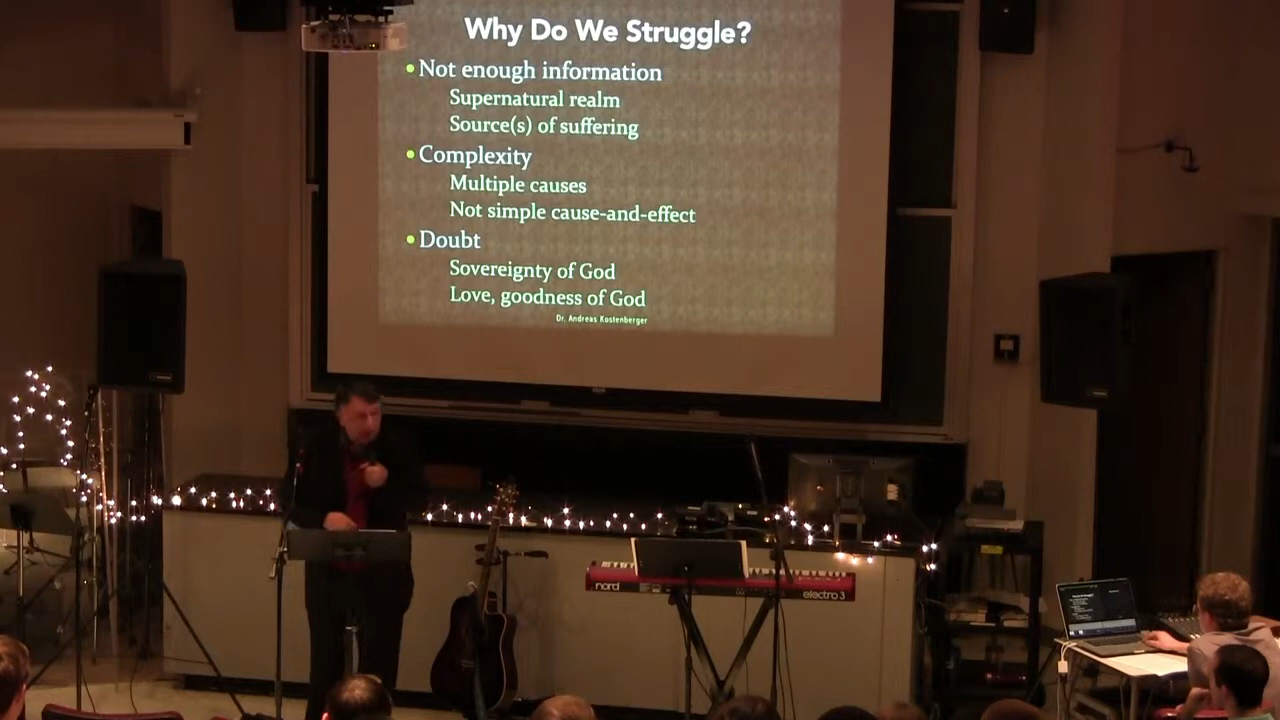 Why Do We Struggle?
• Not enough information
Supernatural realm
Source(s) of suffering
• Complexity
Multiple causes
Not simple cause-and-effect
• Doubt
Sovereignty of God
Love, goodness of God
Dr. Andreas Kostenberger
nord
electro 3